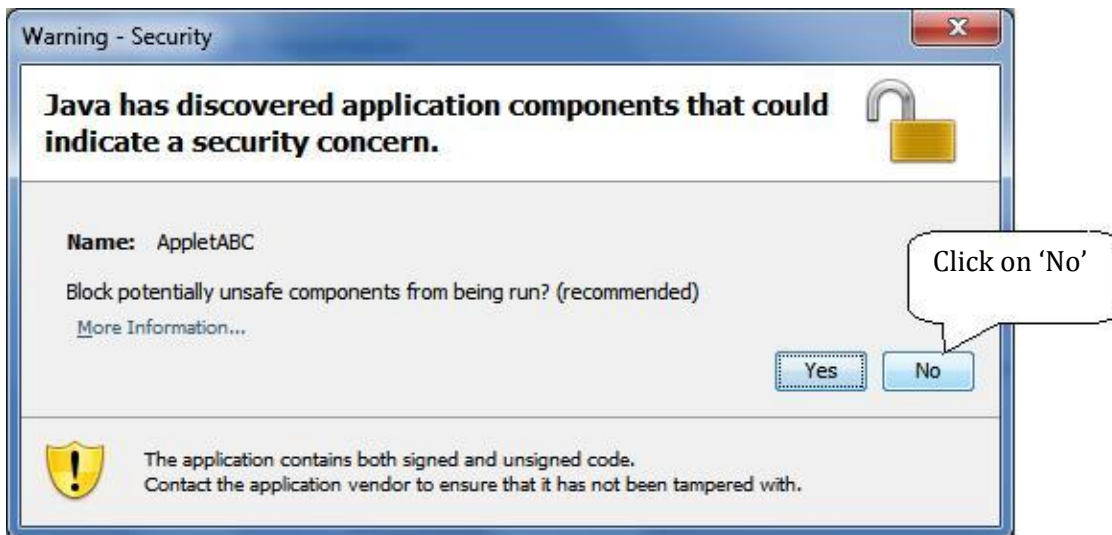 Warning - Security
Java has discovered application components that could
indicate a security concern.
Name: AppletABC
Click on ‘No’
Block potentially unsafe components from being run? (recommended)
More Information...
Yes No
The application contains both signed and unsigned code.
Contact the application vendor to ensure that it has not been tampered with.